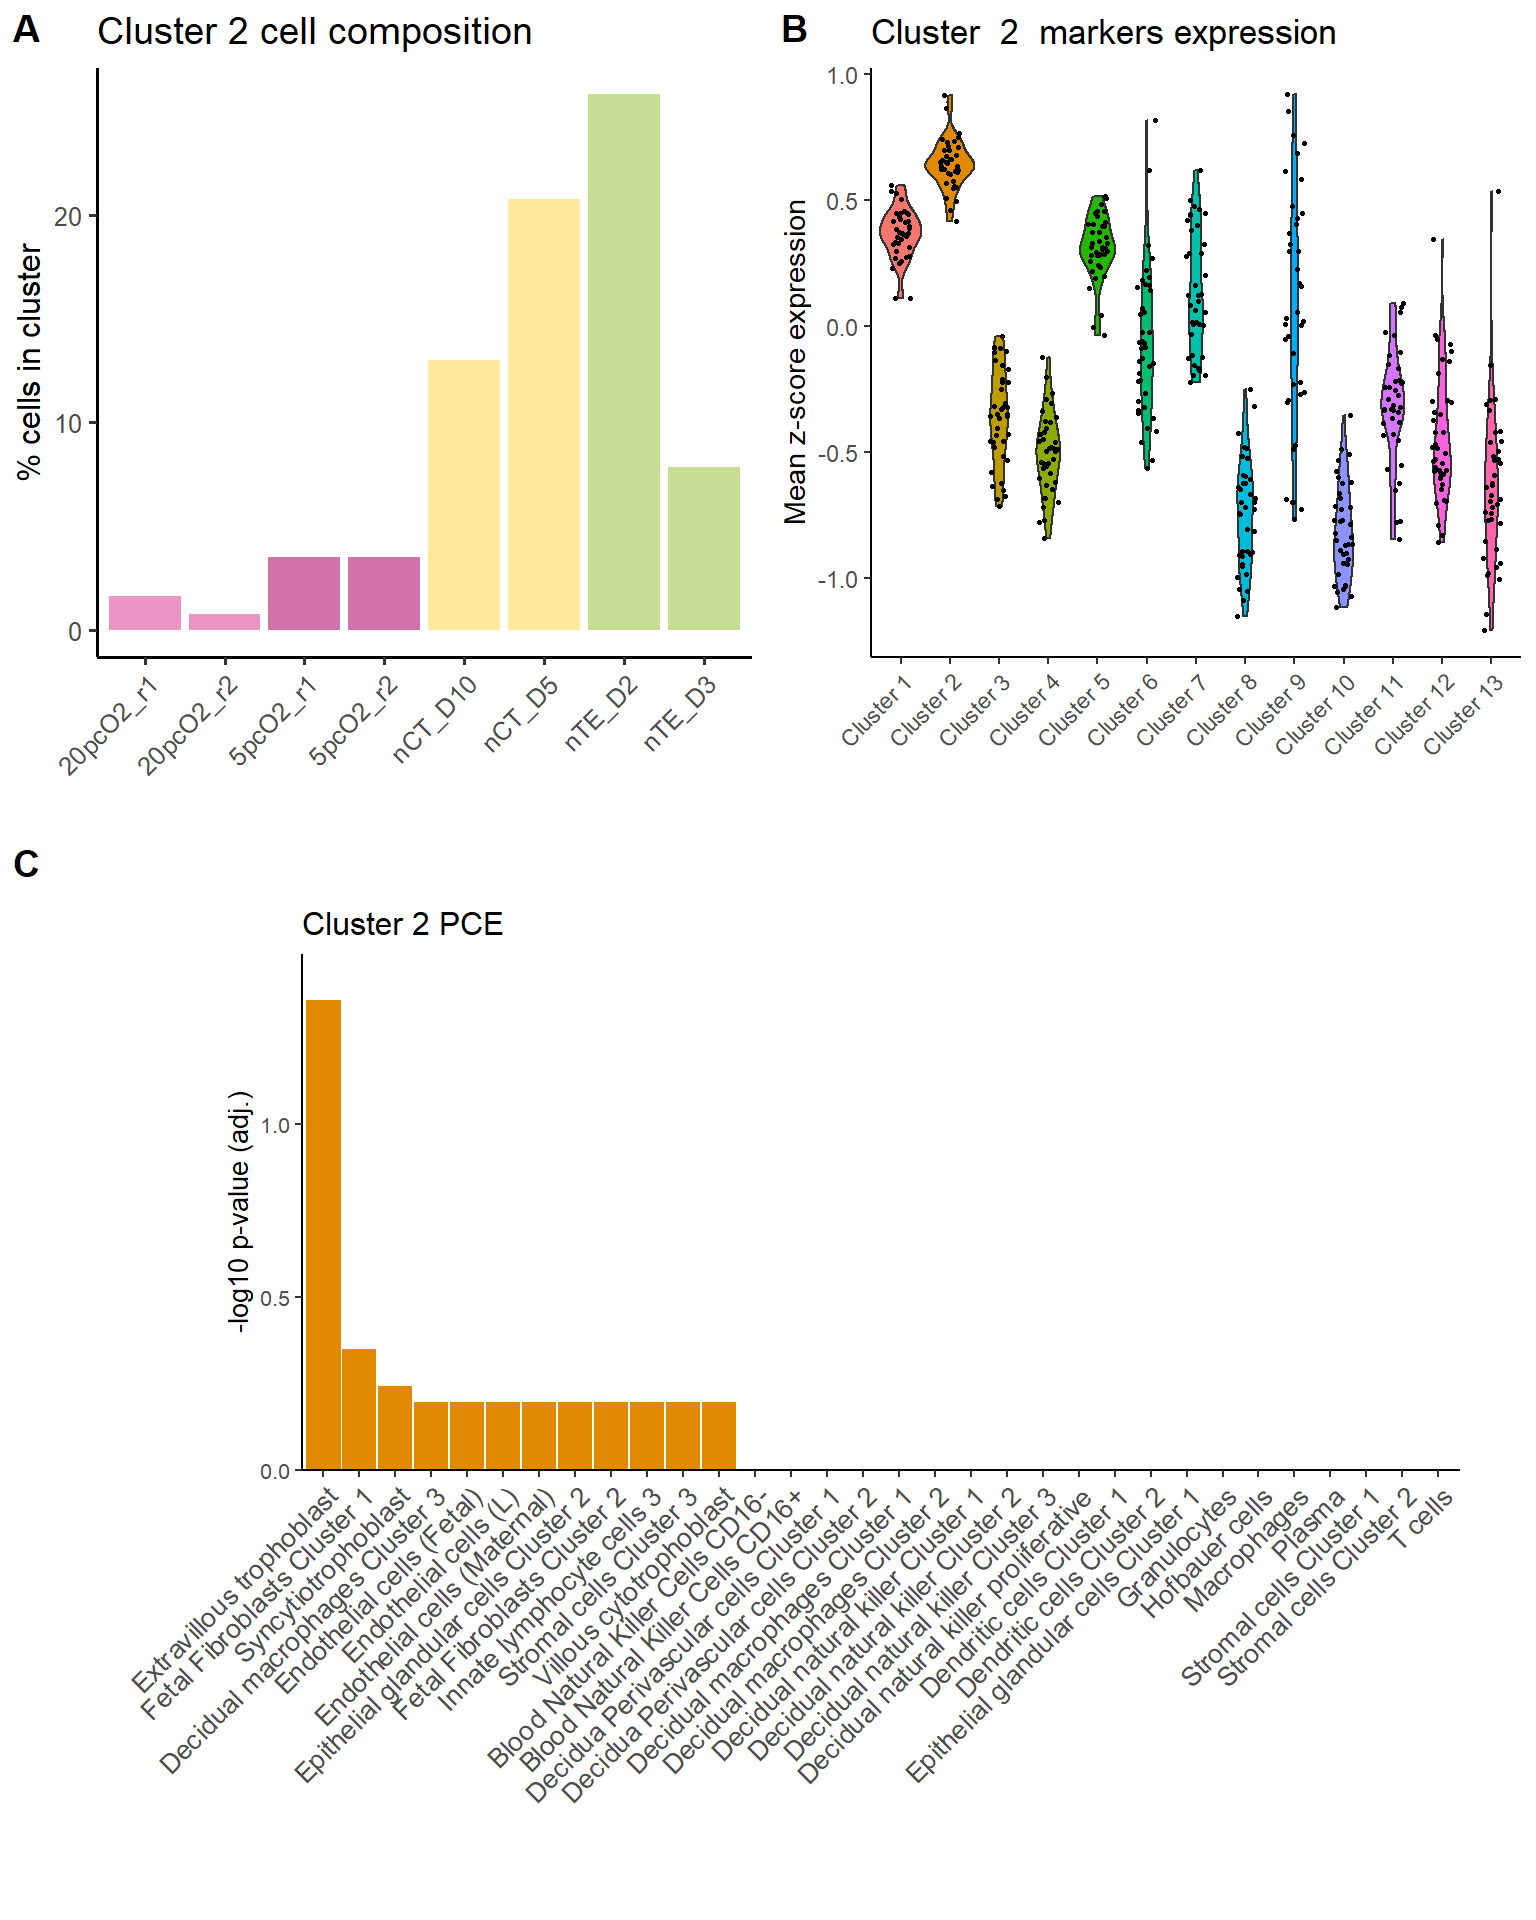 A
Cluster 2 cell composition
% cells in cluster
20
10
0
20pcO2_r1
20pcO2_r2
5pcO2_r1
5pcO2_r2
nCT_D10
nCT_D5
nTE_D2
nTE_D3
B
Cluster 2 markers expression
Mean z-score expression
1.0
0.5
0.0
-0.5
-1.0
Cluster 1
Cluster 2
Cluster 3
Cluster 4
Cluster 5
Cluster 6
Cluster 7
Cluster 8
Cluster 9
Cluster 10
Cluster 11
Cluster 12
Cluster 13
C
Cluster 2 PCE
-log10 p-value (adj.)
1.0
0.5
0.0
Extravillous trophoblast
Fetal Fibroblasts Cluster 1
Syncytiotrophoblast
Decidual macrophages Cluster 3
Endothelial cells (Fetal)
Endothelial cells (L)
Endothelial cells (Maternal)
Epithelial glandular cells Cluster 2
Fetal Fibroblasts Cluster 2
Innate lymphocyte cells 3
Stromal cells Cluster 3
Villous cytotrophoblast
Blood Natural Killer Cells CD16-
Blood Natural Killer Cells CD16+
Decidua Perivascular cells Cluster 1
Decidua Perivascular cells Cluster 2
Decidual macrophages Cluster 1
Decidual macrophages Cluster 2
Decidual natural killer Cluster 1
Decidual natural killer Cluster 2
Decidual natural killer Cluster 3
Decidual natural killer proliferative
Dendritic cells Cluster 1
Dendritic cells Cluster 2
Epithelial glandular cells Cluster 1
Granulocytes
Hofbauer cells
Macrophages
Plasma
Stromal cells Cluster 1
Stromal cells Cluster 2
T cells